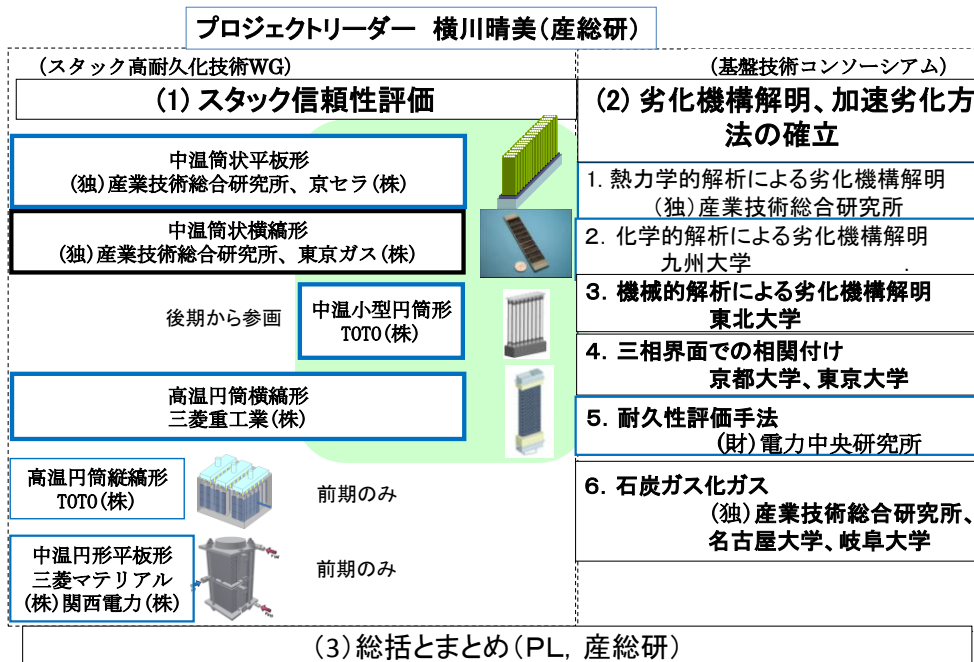 プロジェクトリーダー 横川晴美(産総研)
(スタック高耐久化技術WG)
(1) スタック信頼性評価
中温筒状平板形
(独)産業技術総合研究所、京セラ(株)
中温筒状横縞形
(独)産業技術総合研究所、東京ガス(株)
後期から参画
中温小型円筒形
TOTO(株)
高温円筒横縞形
三菱重工業(株)
高温円筒縦縞形
TOTO(株)
前期のみ
中温円形平板形
三菱マテリアル
(株)関西電力(株)
前期のみ
(基盤技術コンソーシアム)
(2) 劣化機構解明、加速劣化方
法の確立
1. 熱力学的解析による劣化機構解明
(独)産業技術総合研究所
2. 化学的解析による劣化機構解明
九州大学 .
3. 機械的解析による劣化機構解明
東北大学
4. 三相界面での相関付け
京都大学、東京大学
5. 耐久性評価手法
(財)電力中央研究所
6. 石炭ガス化ガス
(独)産業技術総合研究所、
名古屋大学、岐阜大学
(3)総括とまとめ(PL, 産総研)